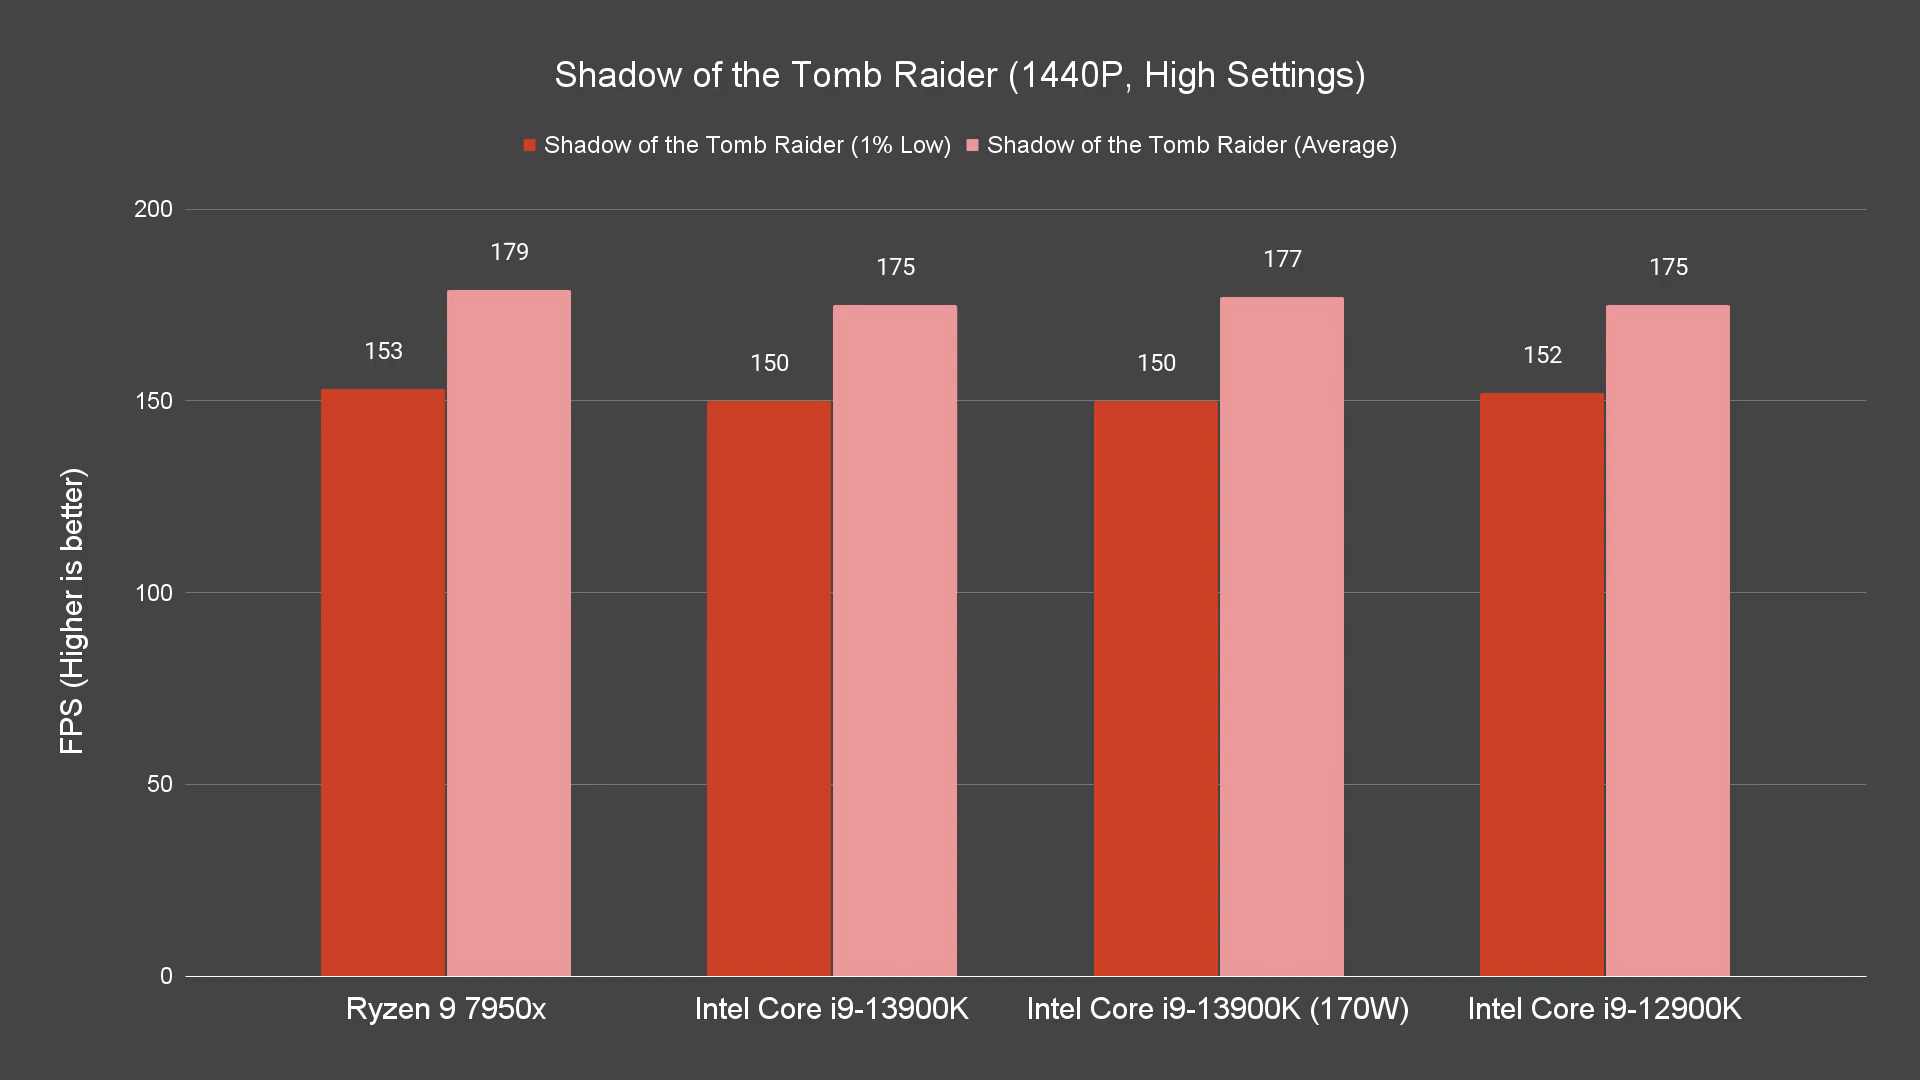 Shadow of the Tomb Raider (1440P, High Settings)
Shadow of the Tomb Raider (1% Low) Shadow of the Tomb Raider (Average)
FPS (Higher is better)
200
150
100
50
0
153
179
150
175
150
177
152
175
Ryzen 9 7950x
Intel Core i9-13900K
Intel Core i9-13900K (170W)
Intel Core i9-12900K